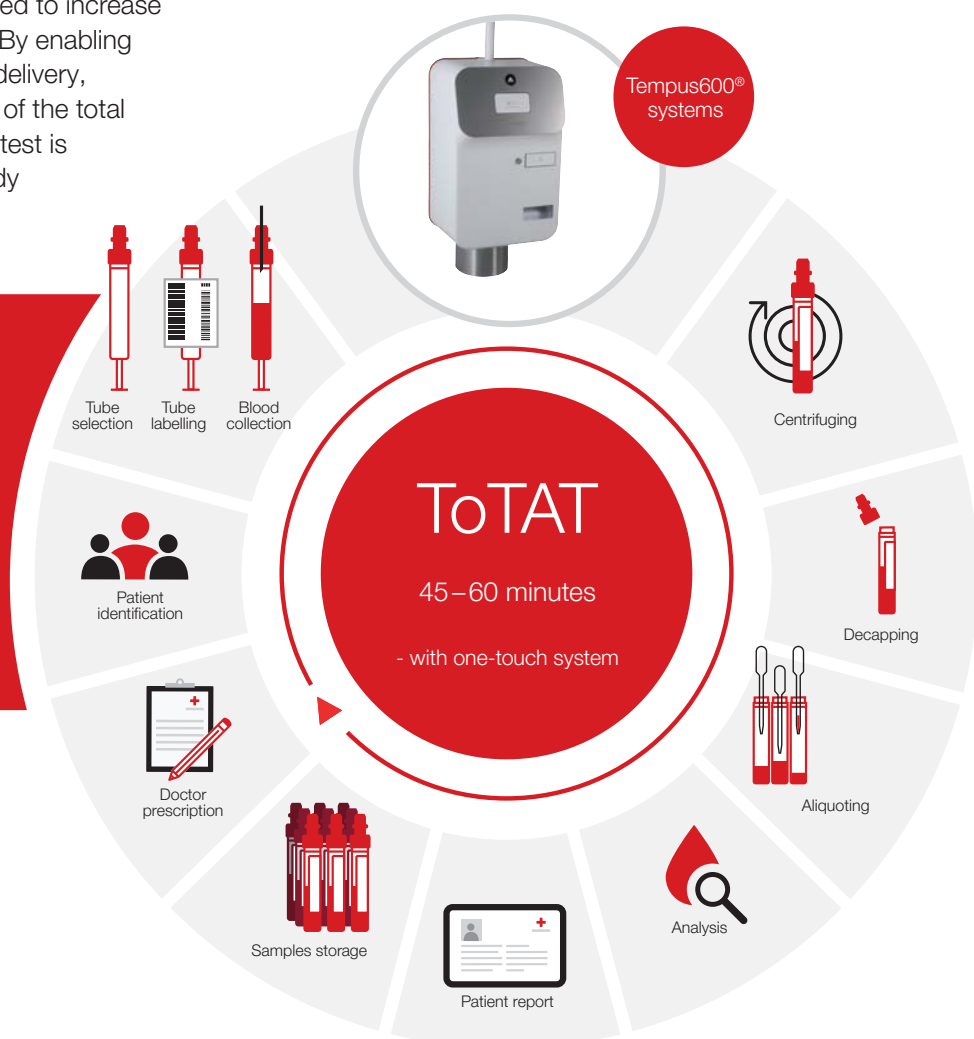 ed to increase
By enabling
delivery,
of the total
test is
dy
Tempus600®
systems
Tube
selection
Tube
labelling
Blood
collection
Centrifuging
Patient
identification
ToTAT
45–60 minutes
- with one-touch system
Decapping
Doctor
prescription
Aliquoting
Samples storage
Analysis
Patient report